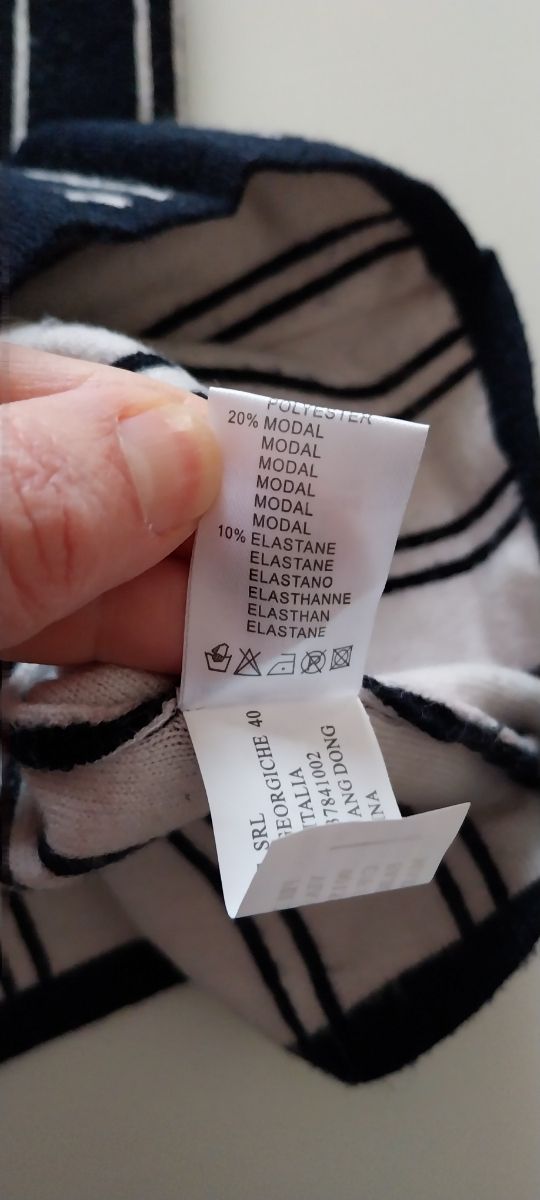 POLYESTER
20% MODAL
MODAL
MODAL
MODAL
MODAL
MODAL
10% ELASTANE
ELASTANE
ELASTANO
ELASTHANNE
ELASTHAN
ELASTANE
SRL
GEORGICHE 40
ITALIA
37841002
ANG DONG
NA